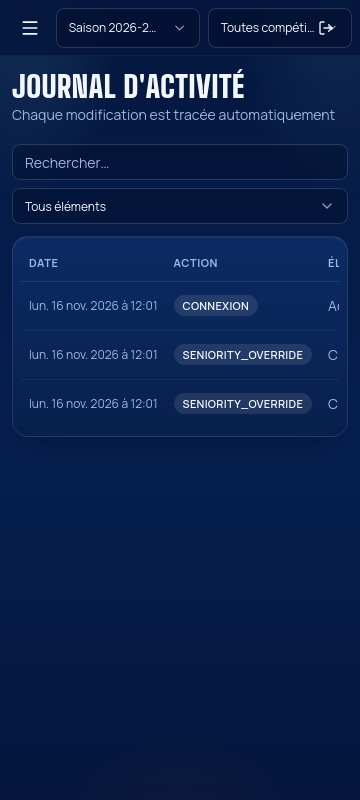 Saison 2026-2...
Toutes compéti...
JOURNAL D'ACTIVITÉ
Chaque modification est tracée automatiquement
Rechercher...
Tous éléments
DATE ACTION ÉL
lun. 16 nov. 2026 à 12:01 CONNEXION Ac
lun. 16 nov. 2026 à 12:01 SENIORITY_OVERRIDE C
lun. 16 nov. 2026 à 12:01 SENIORITY_OVERRIDE C